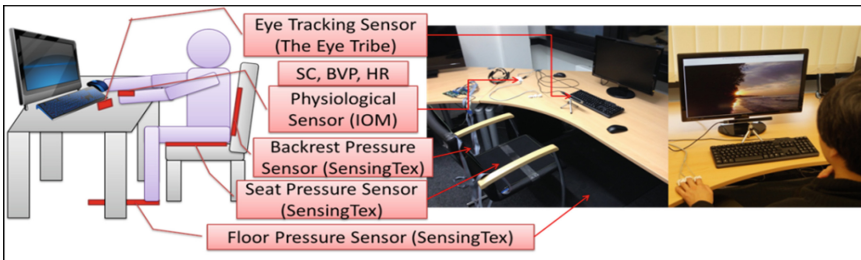 Eye Tracking Sensor
(The Eye Tribe)
SC, BVP, HR
Physiological
Sensor (IOM)
Backrest Pressure
Sensor (SensingTex)
Seat Pressure Sensor
(SensingTex)
Floor Pressure Sensor (SensingTex)